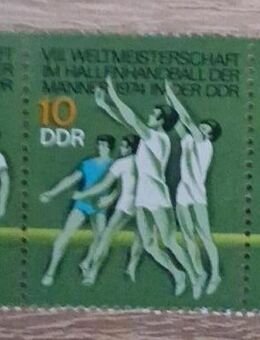 VIII. WELTMEISTERSCHAFT
IM HALLENHANDBALL DER
MÄNNER 1974 IN DER DDR
10
DDR